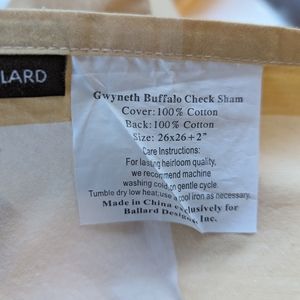 LLARD
Gwyneth Buffalo Check Sham
Cover: 100% Cotton
Back: 100% Cotton
Size: 26x26+2"
Care Instructions:
For lasting heirloom quality,
we recommend machine
washing cold on gentle cycle.
Tumble dry low heat; use cool iron as necessary.
Made in China exclusively for
Ballard Designs, Inc.